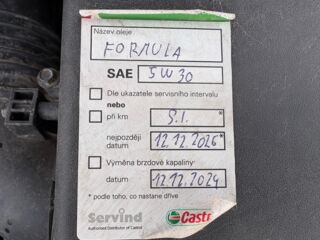 Název oleje
FORMULA
SAE 5W30
Dle ukazatele servisního intervalu
nebo
při km S.I. *
nejpozději
datum 12.12.2026*
Výměna brzdové kapaliny
datum 12.12.2024
* podle toho, co nastane dříve
Servind
Authorised Distributor of Castrol
Castr